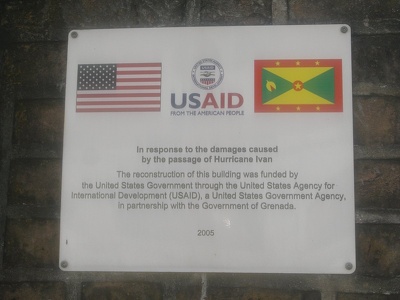 USAID
FROM THE AMERICAN PEOPLE
In response to the damages caused
by the passage of Hurricane Ivan
The reconstruction of this building was funded by
the United States Government through the United States Agency for
International Development (USAID), a United States Government Agency,
in partnership with the Government of Grenada.
2005